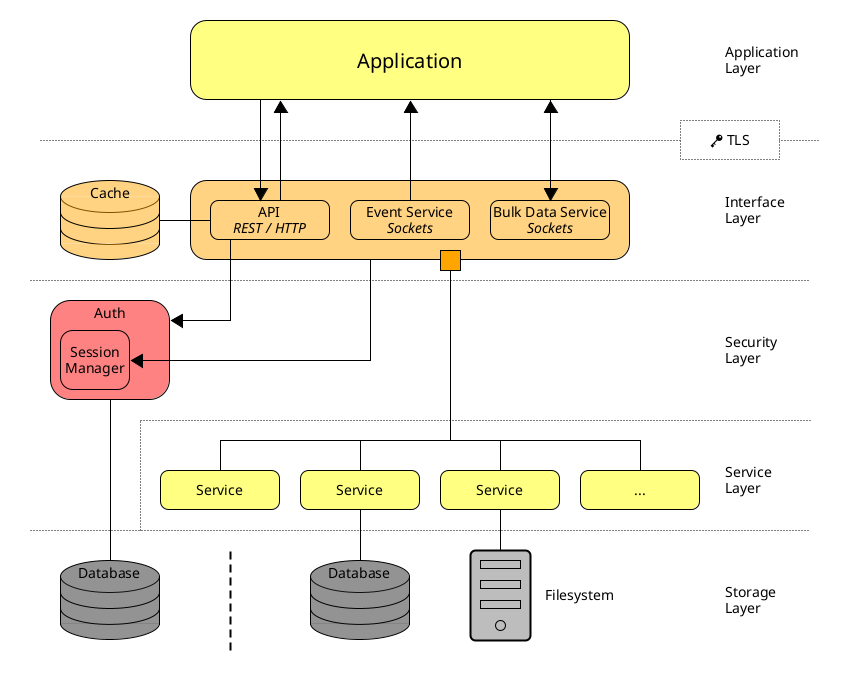 Application
Application
Layer
TLS
Cache
API
REST / HTTP
Event Service
Sockets
Bulk Data Service
Sockets
Interface
Layer
Auth
Session
Manager
Security
Layer
Service
Service
Service
...
Service
Layer
Database
Database
Filesystem
Storage
Layer